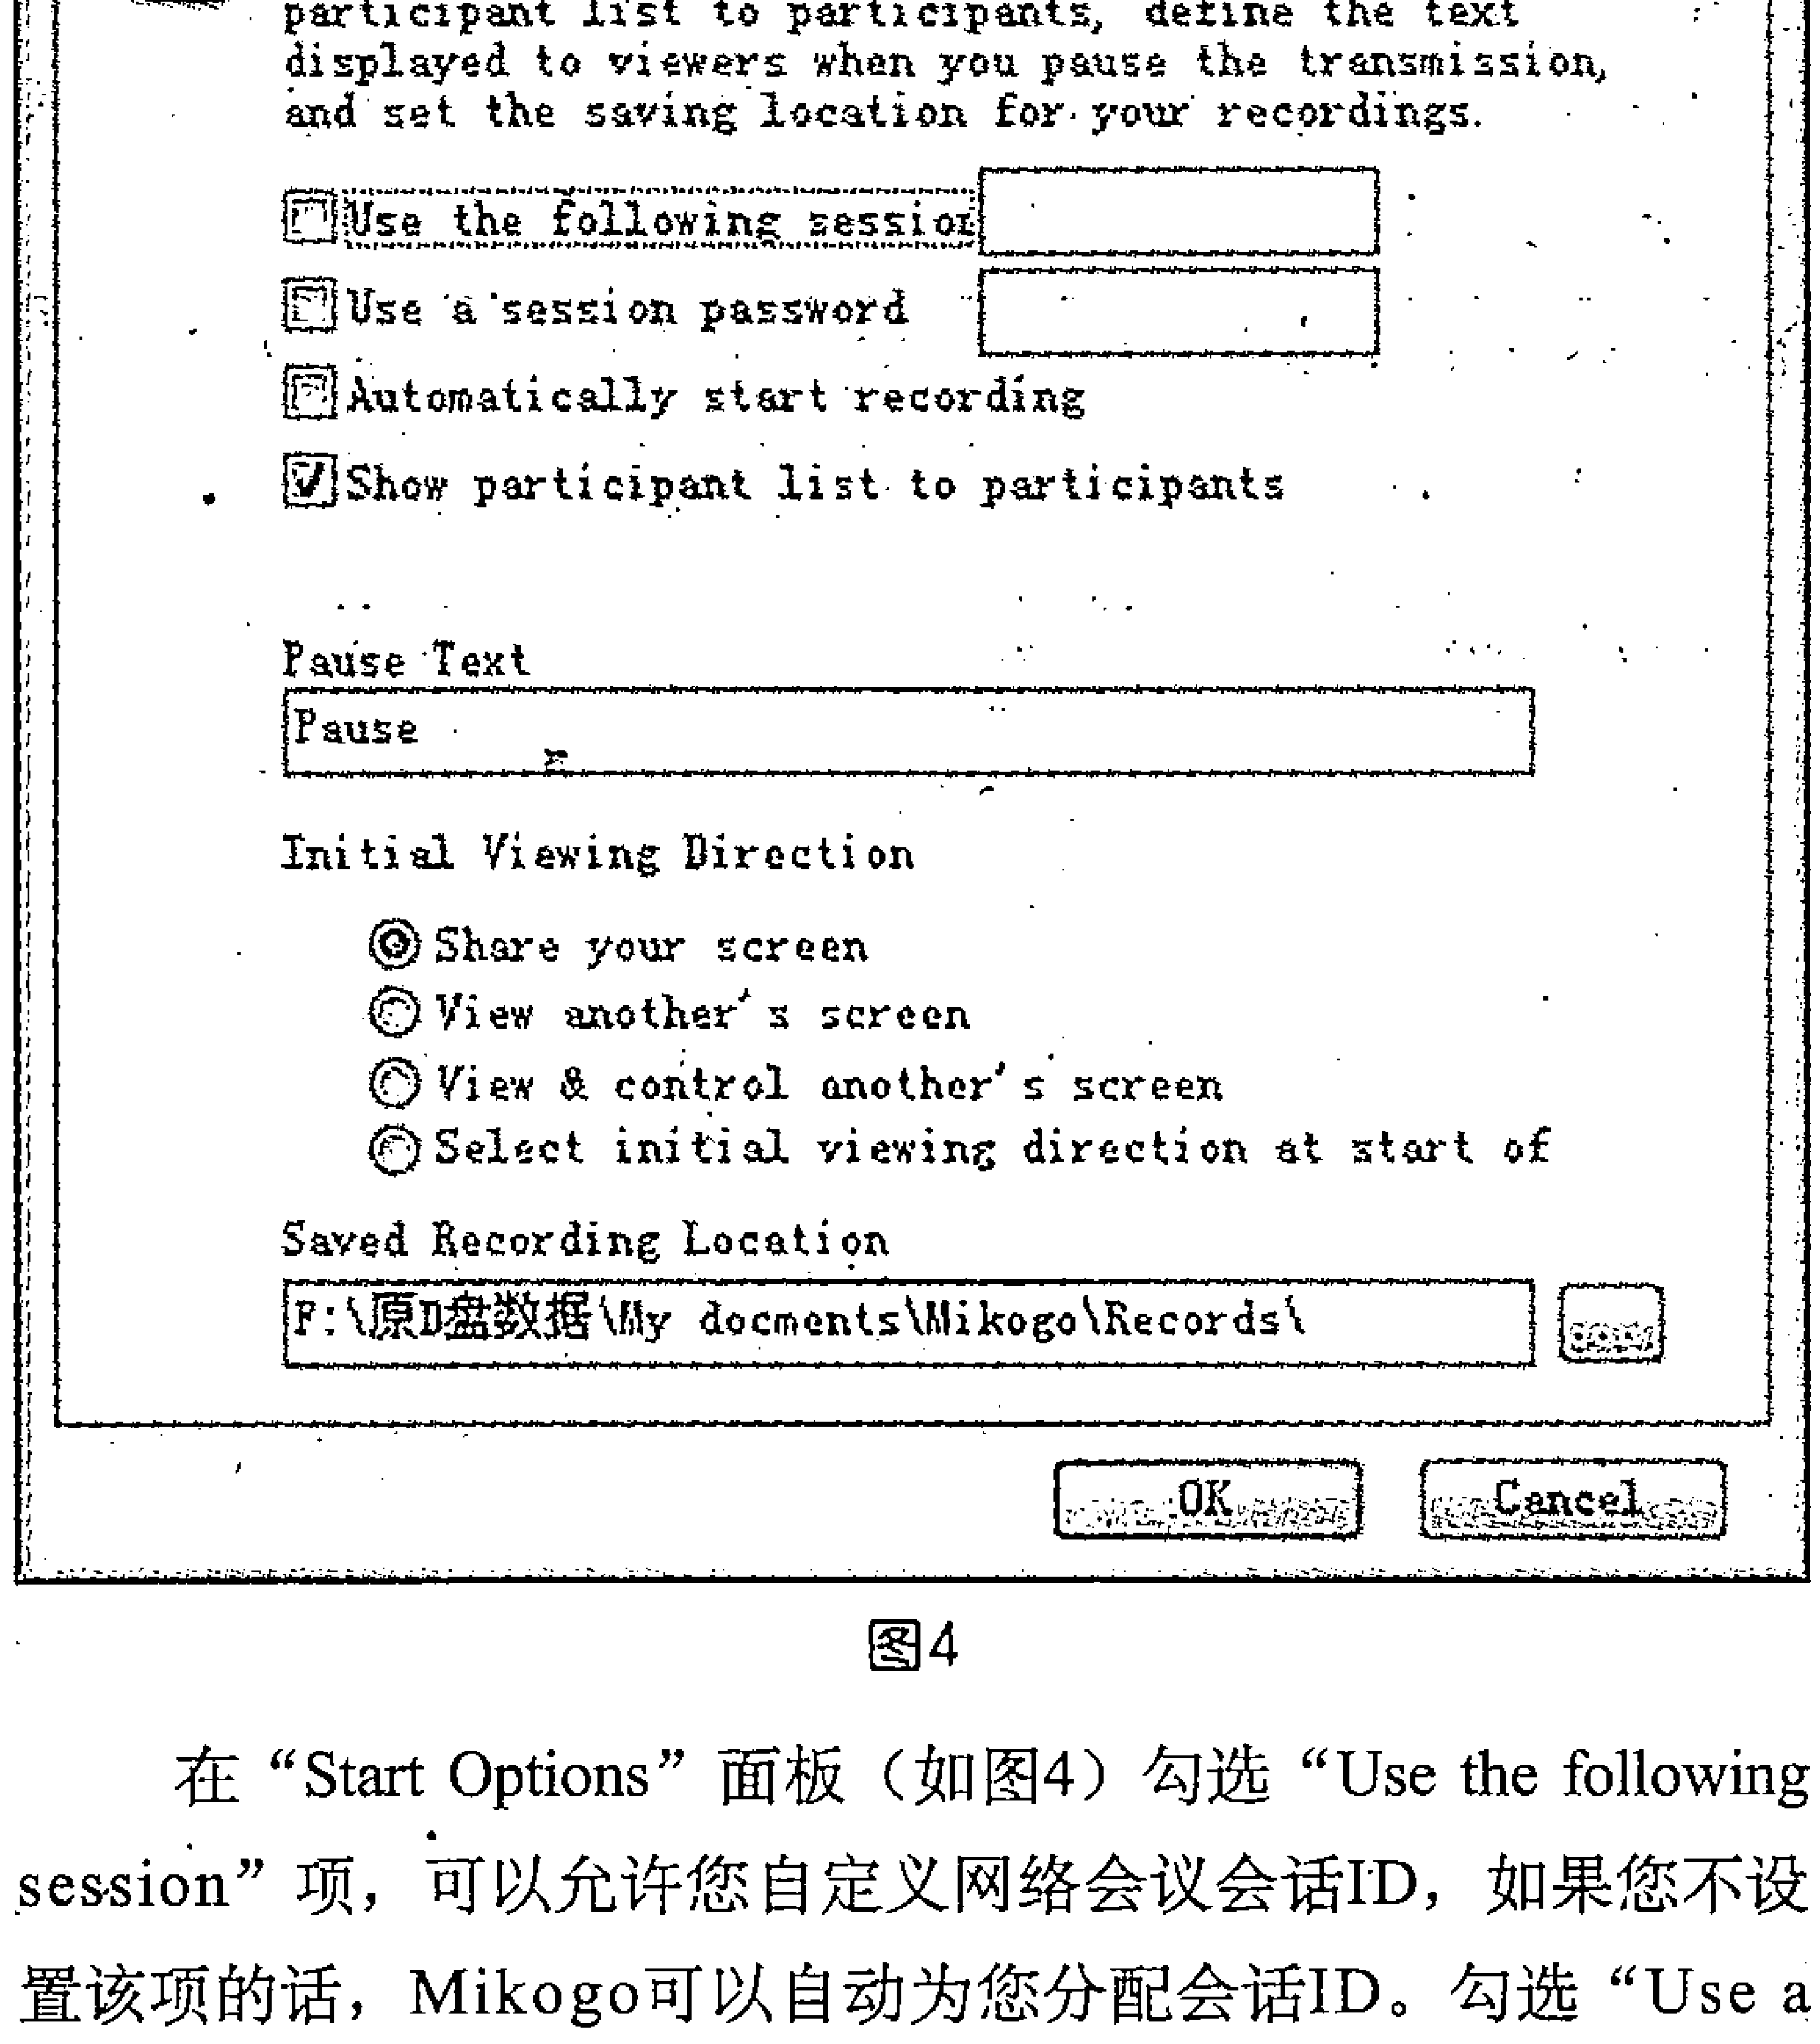 participant list to participants, define the text
displayed to viewers when you pause the transmission,
and set the saving location for your recordings.
Use the following session
Use a session password
Automatically start recording
Show participant list to participants
Pause Text
Pause
Initial Viewing Direction
Share your screen
View another's screen
View & control another's screen
Select initial viewing direction at start of
Saved Recording Location
F:\原D盘数据\My docments\Mikogo\Records\
OK
Cancel
图4
在“Start Options”面板（如图4）勾选“Use the following
session”项，可以允许您自定义网络会议会话ID，如果您不设
置该项的话，Mikogo可以自动为您分配会话ID。勾选“Use a